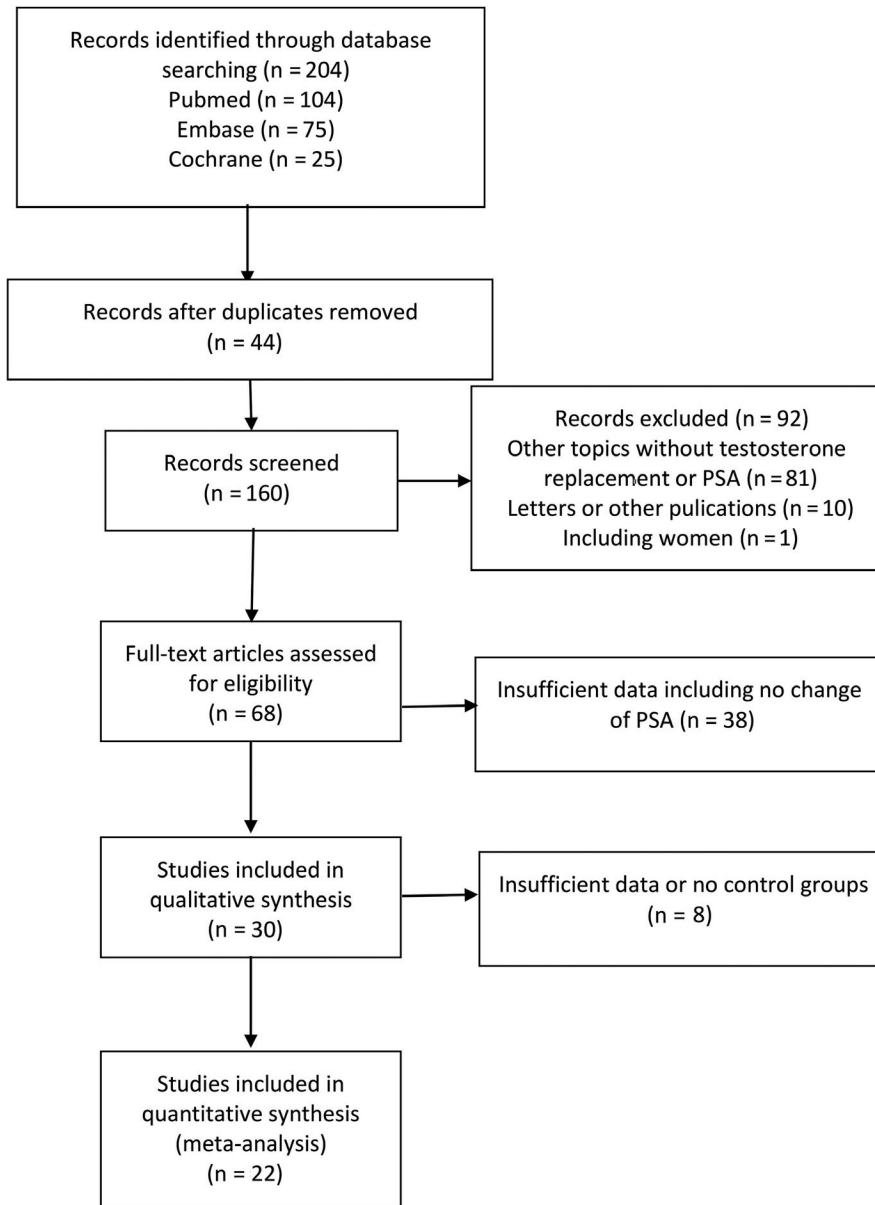 Records identified through database
searching (n = 204)
Pubmed (n = 104)
Embase (n = 75)
Cochrane (n = 25)
Records after duplicates removed
(n = 44)
Records screened
(n = 160)
Records excluded (n = 92)
Other topics without testosterone
replacement or PSA (n = 81)
Letters or other pulications (n = 10)
Including women (n = 1)
Full-text articles assessed
for eligibility
(n = 68)
Insufficient data including no change
of PSA (n = 38)
Studies included in
qualitative synthesis
(n = 30)
Insufficient data or no control groups
(n = 8)
Studies included in
quantitative synthesis
(meta-analysis)
(n = 22)